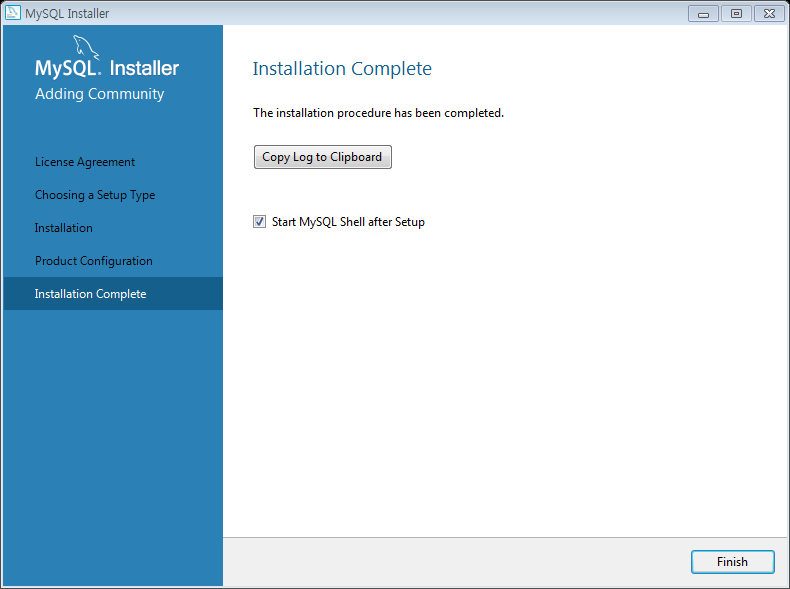 MySQL Installer
MySQL. Installer
Adding Community
License Agreement
Choosing a Setup Type
Installation
Product Configuration
Installation Complete
Installation Complete
The installation procedure has been completed.
Copy Log to Clipboard
Start MySQL Shell after Setup
Finish